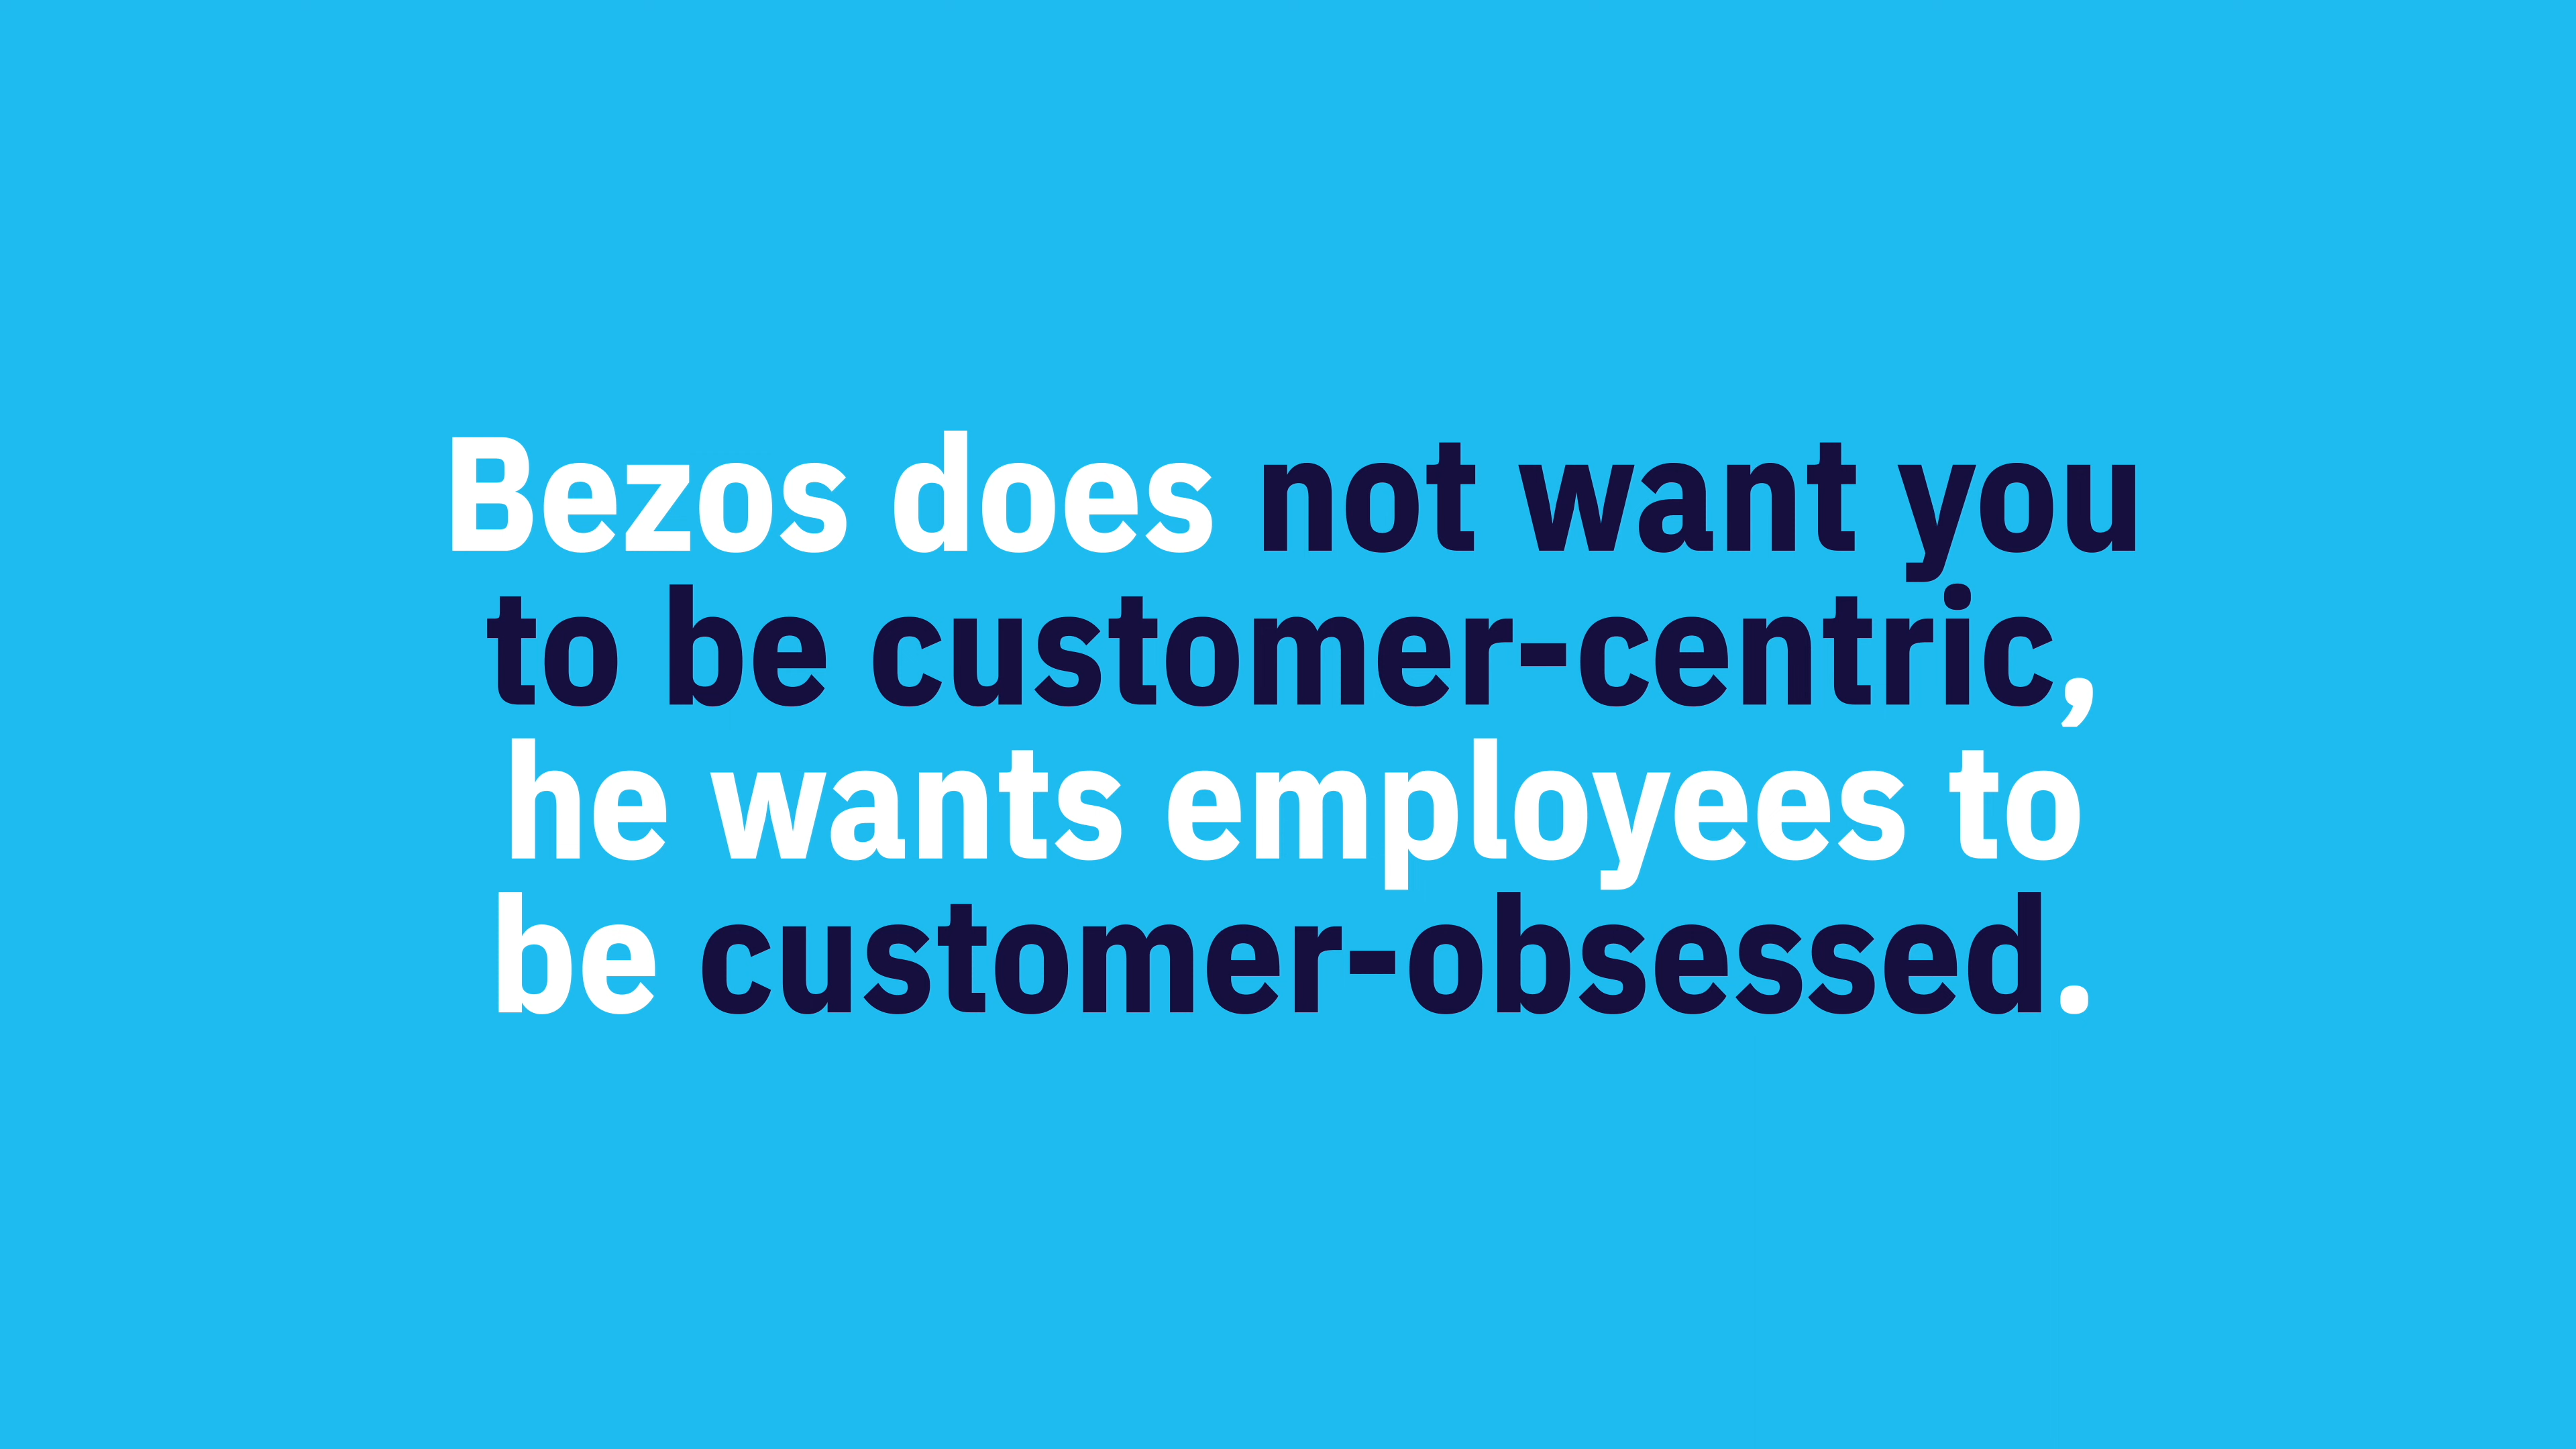 Bezos does not want you
to be customer-centric,
he wants employees to
be customer-obsessed.